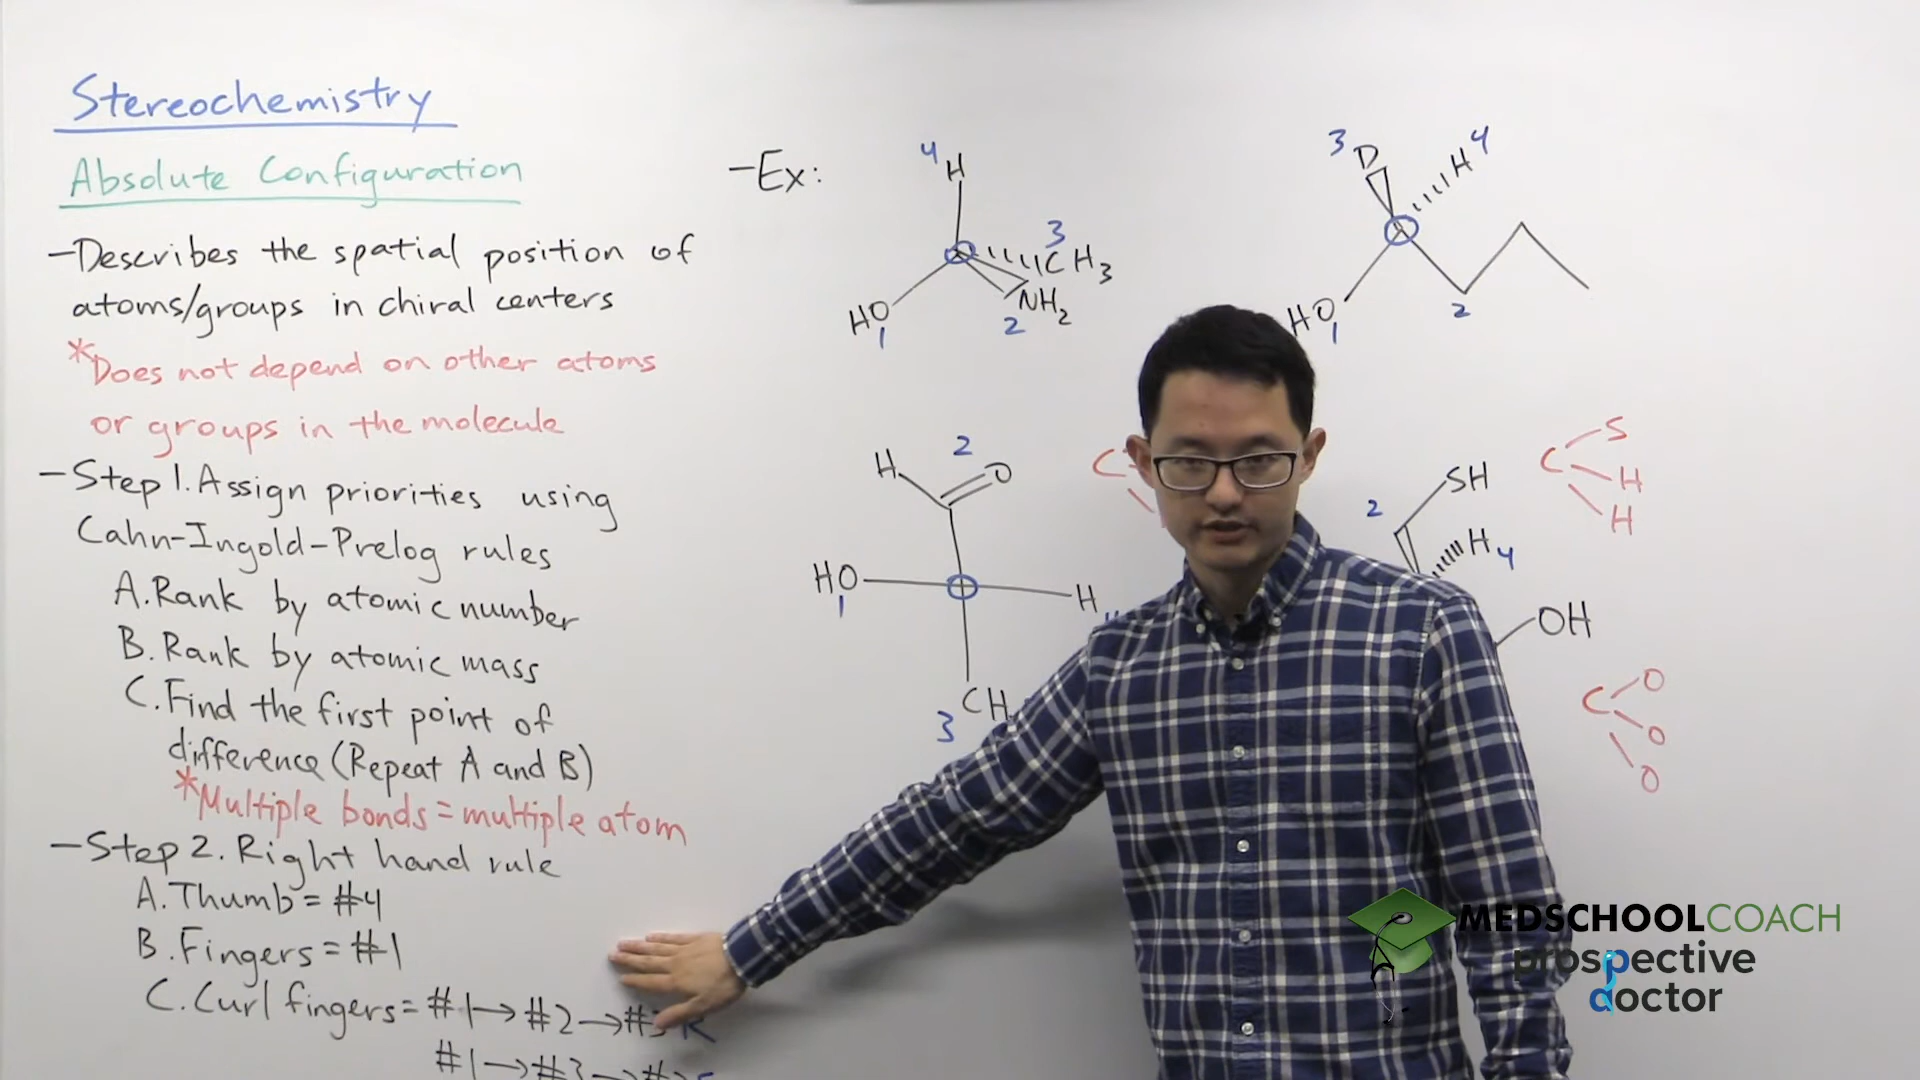 Stereochemistry
Absolute Configuration
-Describes the spatial position of
atoms/groups in chiral centers
*Does not depend on other atoms
or groups in the molecule
-Step 1. Assign priorities using
Cahn-Ingold-Prelog rules
A. Rank by atomic number
B. Rank by atomic mass
C. Find the first point of
difference (Repeat A and B)
*Multiple bonds = multiple atom
-Step 2. Right hand rule
A. Thumb = #4
B. Fingers = #1
C. Curl fingers = #1→#2→#3 R
#1→#3→
-Ex:
4
H
3
CH3
NH2
2
HO
1
3
D
H 4
HO
1
2
2
H
O
HO
1
H
CH
3
C
2
SH
H 4
OH
C
S
H
H
C
O
O
O
MEDSCHOOLCOACH
prospective
doctor